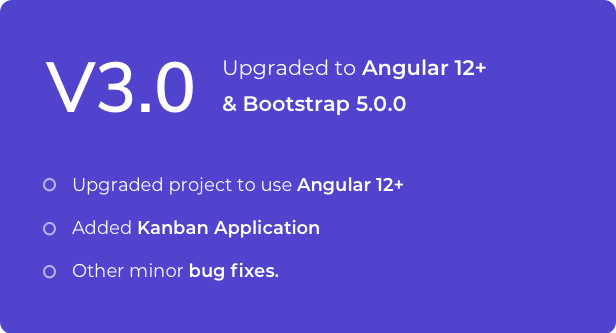 V3.0
Upgraded to Angular 12+
& Bootstrap 5.0.0
Upgraded project to use Angular 12+
Added Kanban Application
Other minor bug fixes.